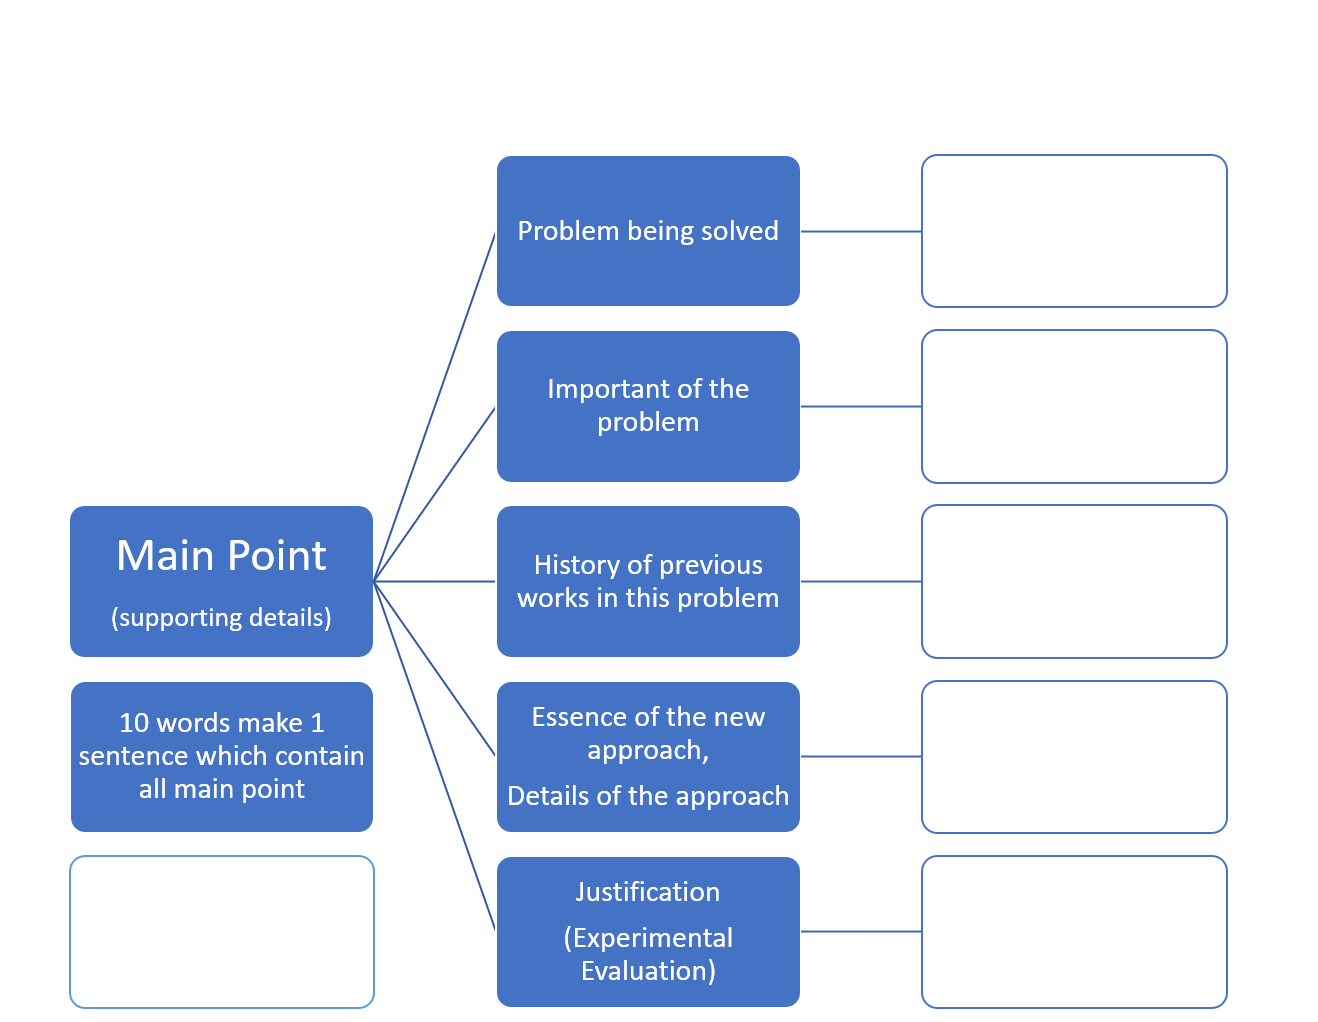 Problem being solved
Important of the
problem
Main Point
(supporting details)
History of previous
works in this problem
10 words make 1
sentence which contain
all main point
Essence of the new
approach,
Details of the approach
Justification
(Experimental
Evaluation)